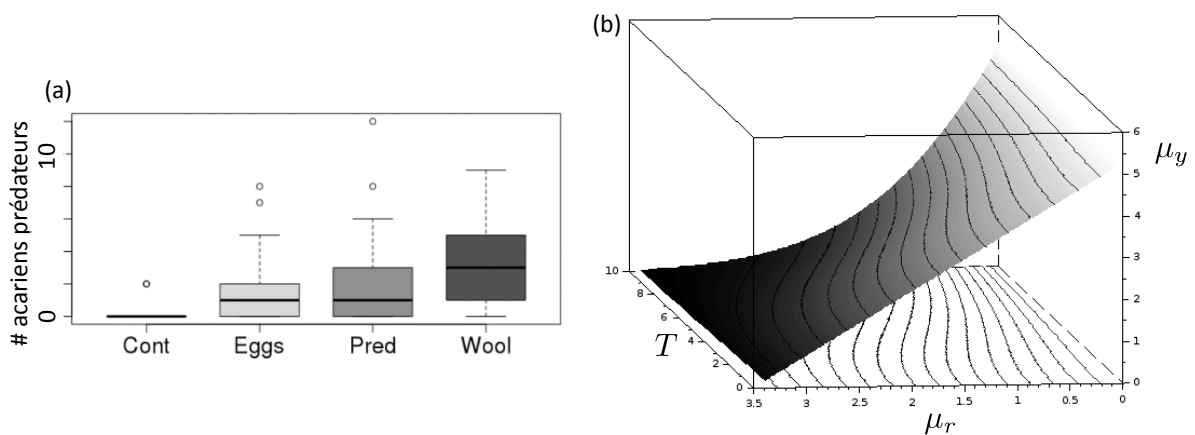 (a)
# acariens prédateurs
10
0
Cont Eggs Pred Wool
(b)
6
μy
5
4
3
2
1
0
10
8
6
4
2
0
T
3.5 3 2.5 2 1.5 1 0.5 0
μr